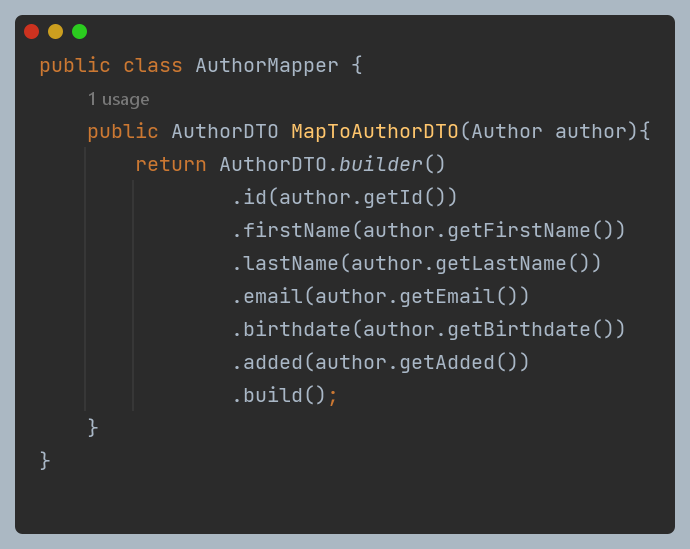 public class AuthorMapper {
1 usage
public AuthorDTO MapToAuthorDTO(Author author){
return AuthorDTO.builder()
.id(author.getId())
.firstName(author.getFirstName())
.lastName(author.getLastName())
.email(author.getEmail())
.birthdate(author.getBirthdate())
.added(author.getAdded())
.build();
}
}